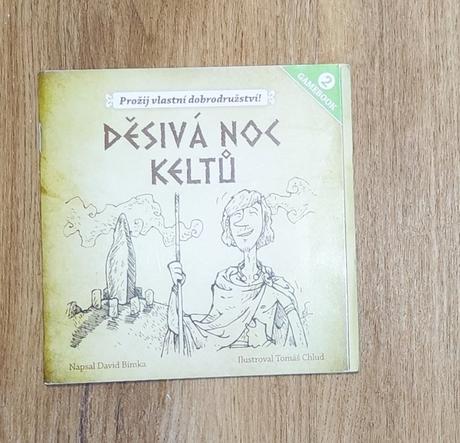 2
GAMEBOOK
Prožij vlastní dobrodružství!
DĚSIVÁ NOC
KELTŮ
Napsal David Bimka
Ilustroval Tomáš Chlud